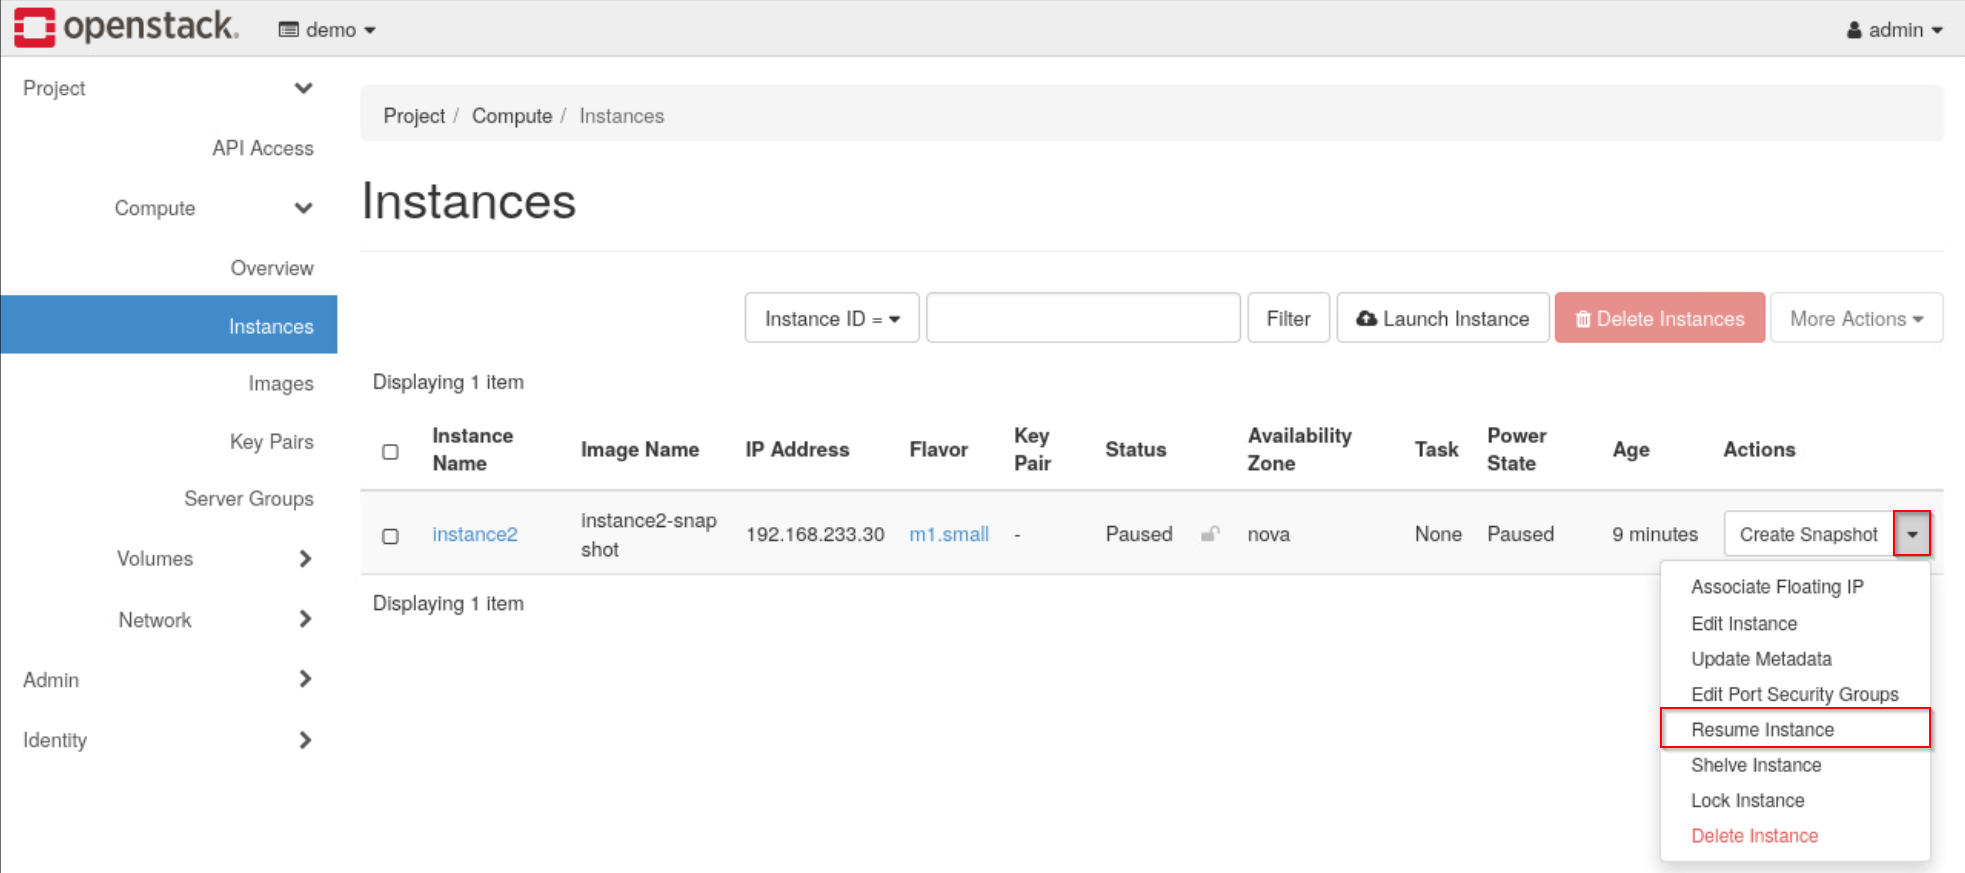 openstack. demo admin
Project
Project / Compute / Instances
API Access
Compute
Instances
Overview
Instances
Images
Key Pairs
Server Groups
Volumes
Network
Admin
Identity
Instance ID = Filter Launch Instance Delete Instances More Actions
Displaying 1 item
Instance Name Image Name IP Address Flavor Key Pair Status Availability Zone Task Power State Age Actions
instance2 instance2-snap 192.168.233.30 m1.small - Paused nova None Paused 9 minutes Create Snapshot
shot
Displaying 1 item
Associate Floating IP
Edit Instance
Update Metadata
Edit Port Security Groups
Resume Instance
Shelve Instance
Lock Instance
Delete Instance